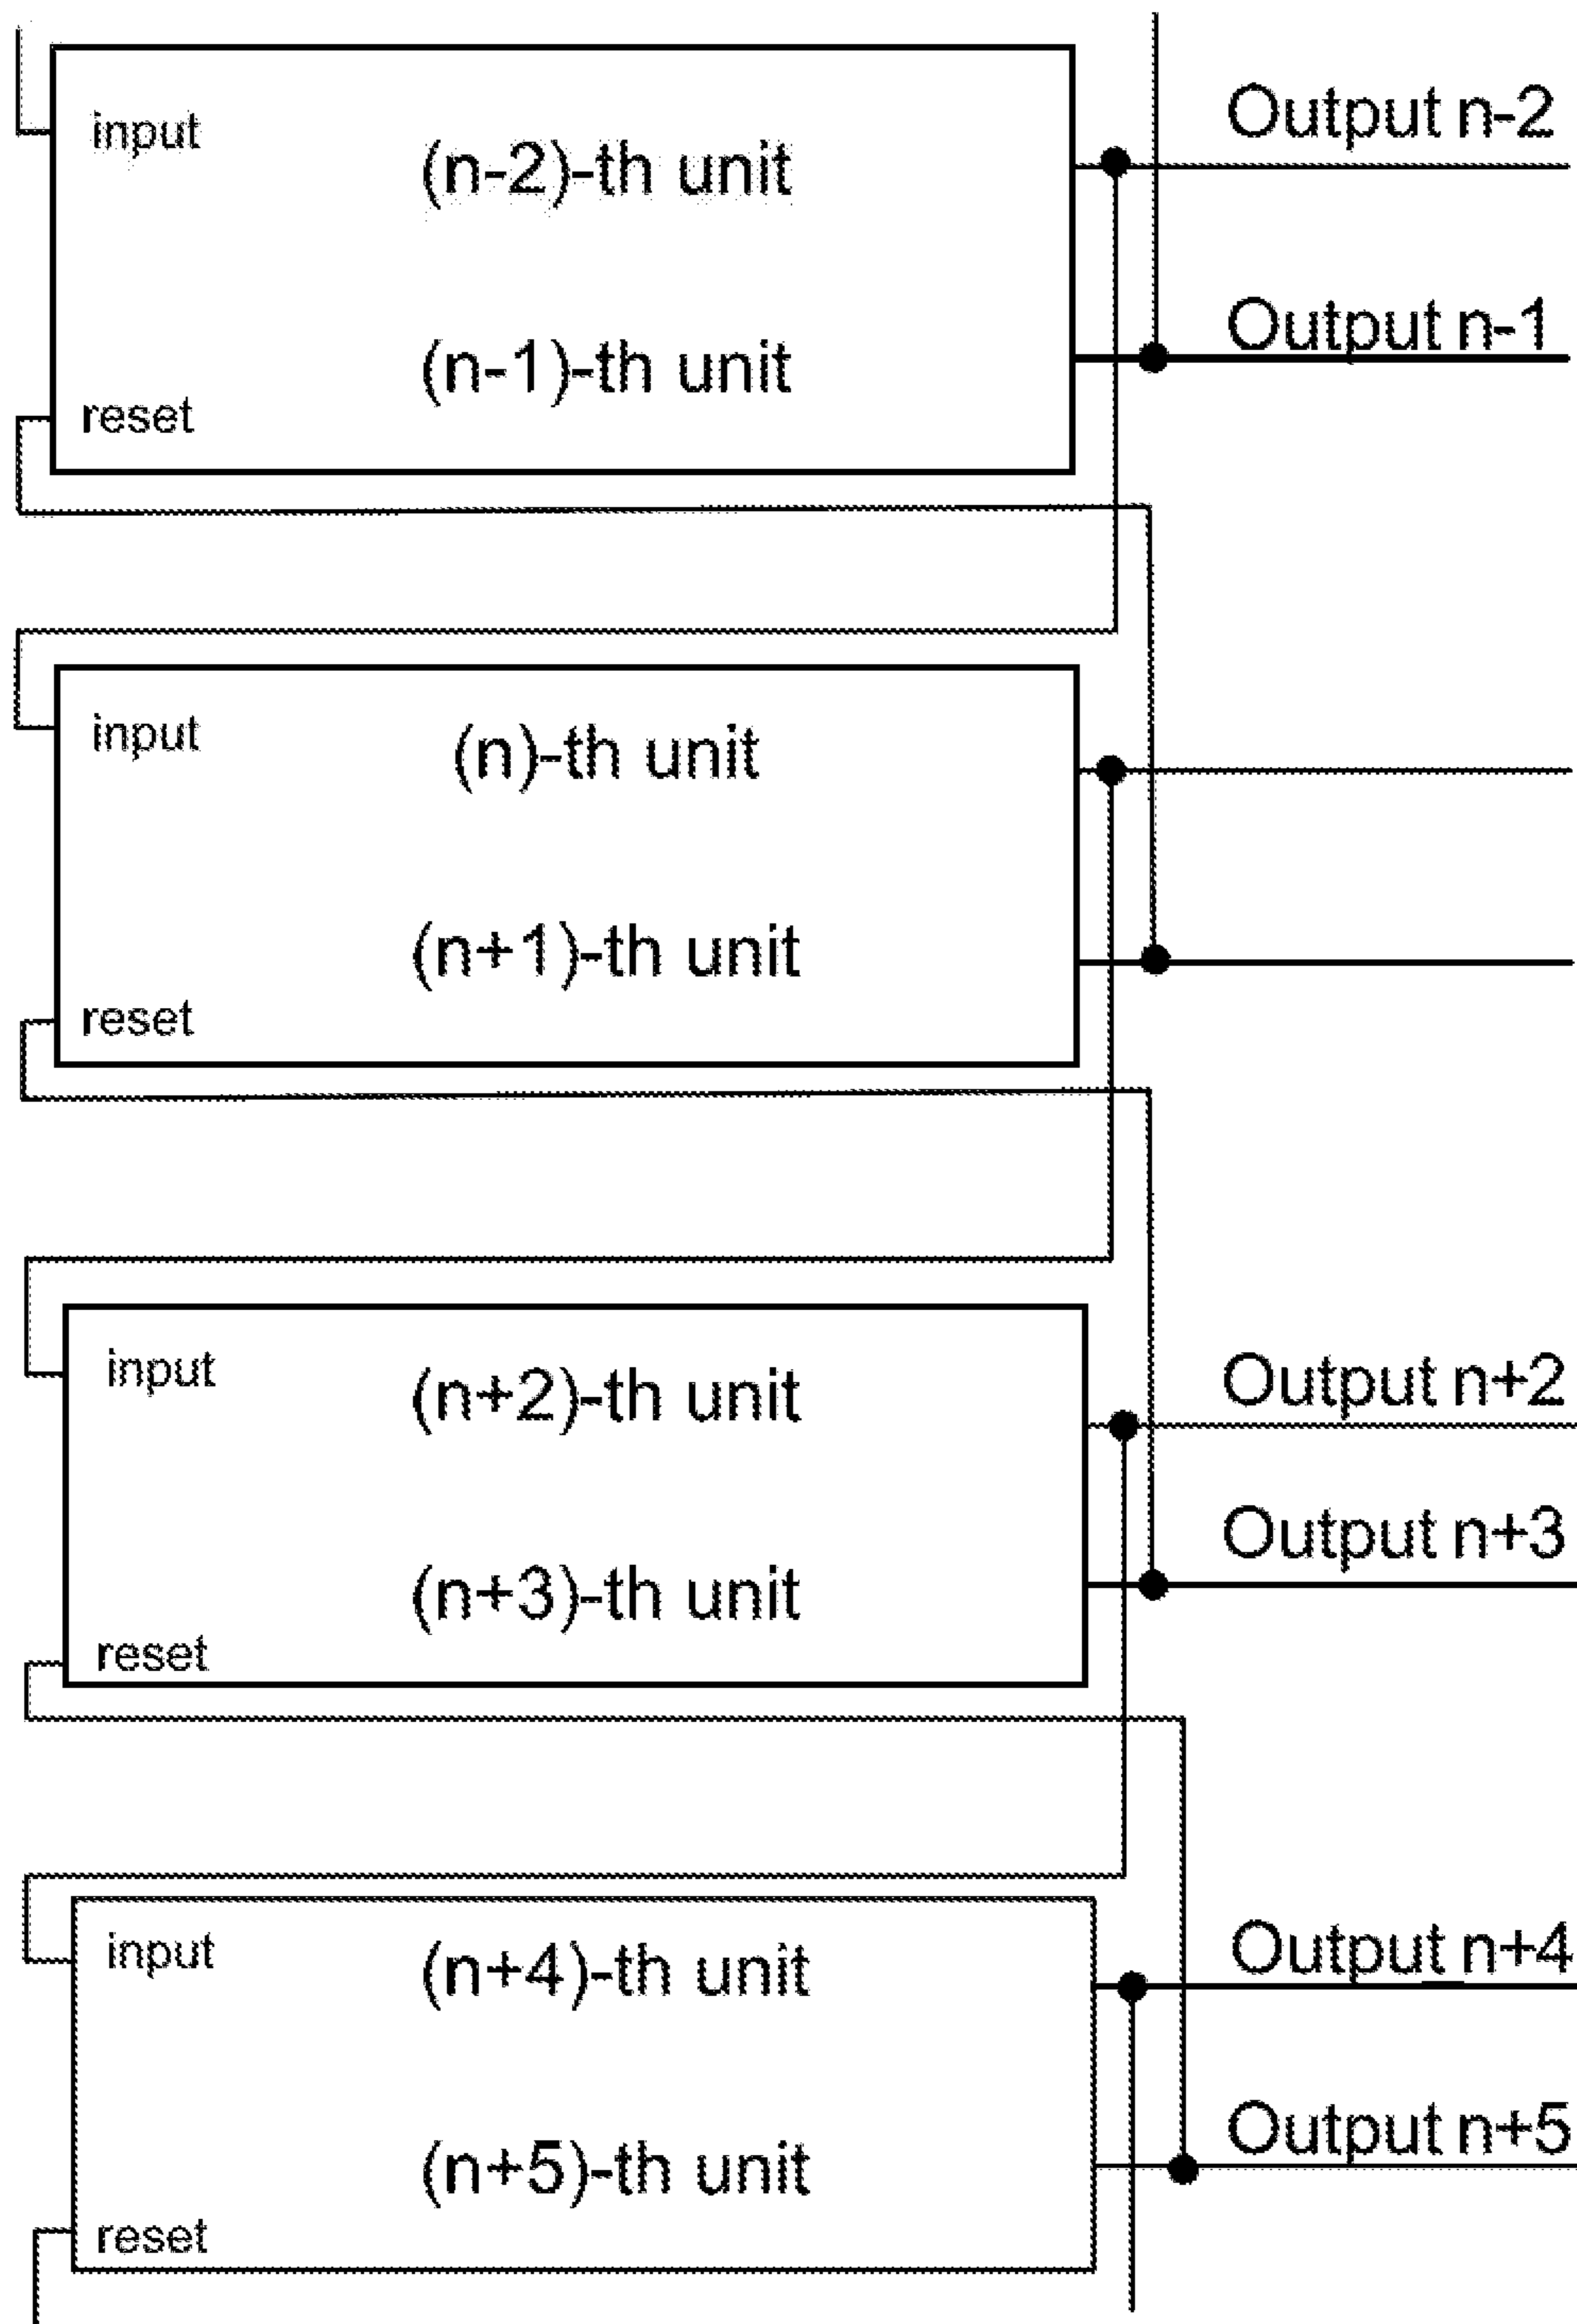 Output n-2
input
(n-2)-th unit
Output n-1
(n-1)-th unit
reset
input
(n)-th unit
(n+1)-th unit
reset
input
(n+2)-th unit
Output n+2
Output n+3
(n+3)-th unit
reset
input
(n+4)-th unit
Output n+4
Output n+5
(n+5)-th unit
reset